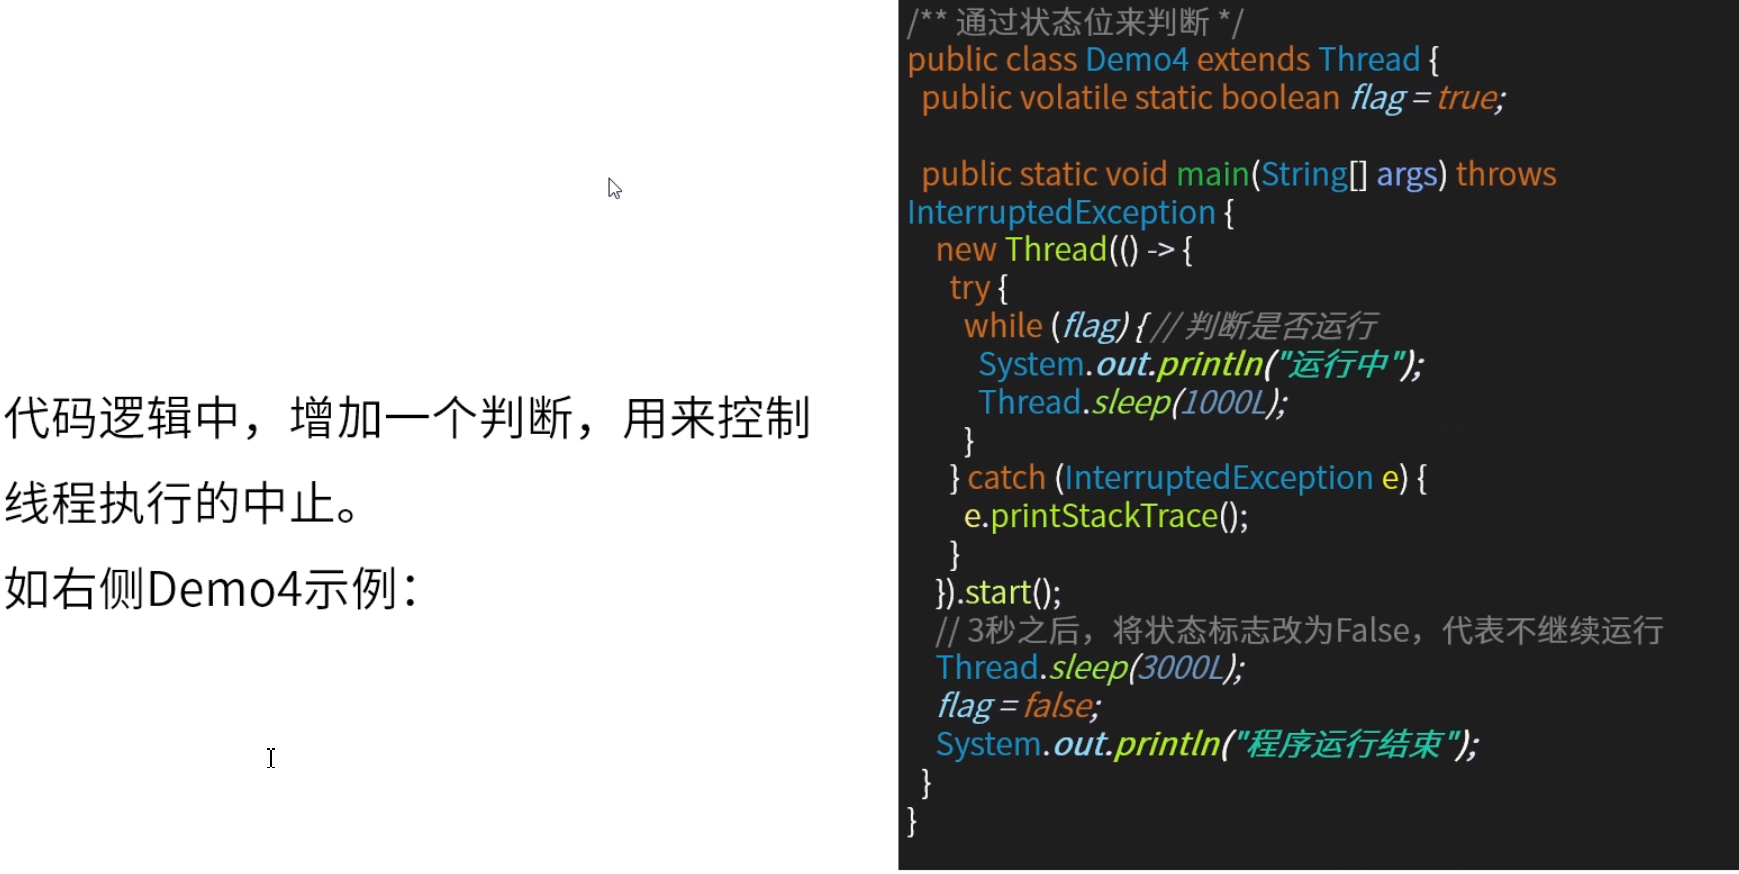 代码逻辑中，增加一个判断，用来控制
线程执行的中止。
如右侧Demo4示例：
/** 通过状态位来判断 */
public class Demo4 extends Thread {
public volatile static boolean flag = true;
public static void main(String[] args) throws
InterruptedException {
new Thread(() -> {
try {
while (flag) { // 判断是否运行
System.out.println("运行中");
Thread.sleep(1000L);
}
} catch (InterruptedException e) {
e.printStackTrace();
}
}).start();
// 3秒之后，将状态标志改为False，代表不继续运行
Thread.sleep(3000L);
flag = false;
System.out.println("程序运行结束");
}
}